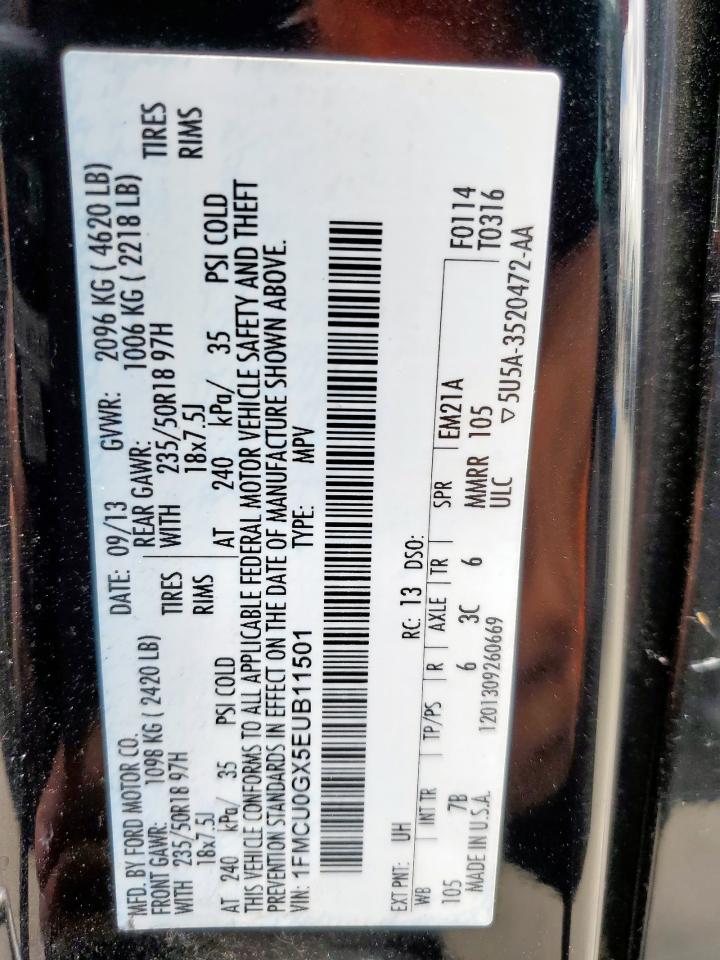 MFD. BY FORD MOTOR CO.
DATE: 09/13 GVWR: 2096 KG ( 4620 LB)
FRONT GAWR: 1098 KG ( 2420 LB)
REAR GAWR: 1006 KG ( 2218 LB)
WITH 235/50R18 97H TIRES
WITH 235/50R18 97H TIRES
18x7.5J RIMS
18x7.5J RIMS
AT 240 kPa/ 35 PSI COLD
AT 240 kPa/ 35 PSI COLD
THIS VEHICLE CONFORMS TO ALL APPLICABLE FEDERAL MOTOR VEHICLE SAFETY AND THEFT
PREVENTION STANDARDS IN EFFECT ON THE DATE OF MANUFACTURE SHOWN ABOVE.
VIN: 1FMCU0GX5EUB11501 TYPE: MPV
EXT PNT: UH RC: 13 DSO: F0114
WB INT TR TP/PS R AXLE TR SPR EM21A T0316
105 7B 6 3C 6 MMRR 105
MADE IN U.S.A. 1201309260669 ULC ▽5U5A-3520472-AA